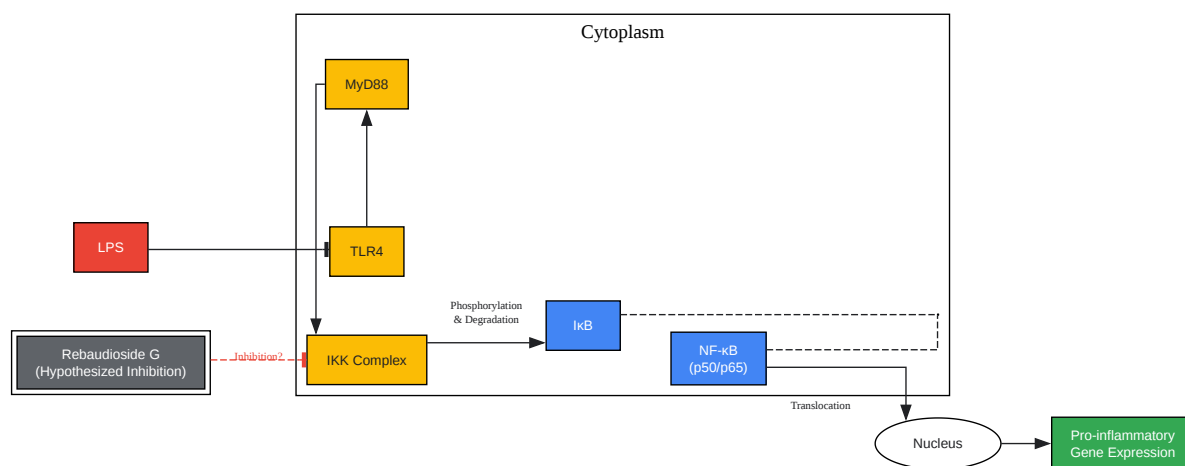 Cytoplasm
MyD88
LPS
TLR4
Phosphorylation
& Degradation
IκB
Rebaudioside G
(Hypothesized Inhibition)
Inhibition?
IKK Complex
NF-κB
(p50/p65)
Translocation
Nucleus
Pro-inflammatory
Gene Expression